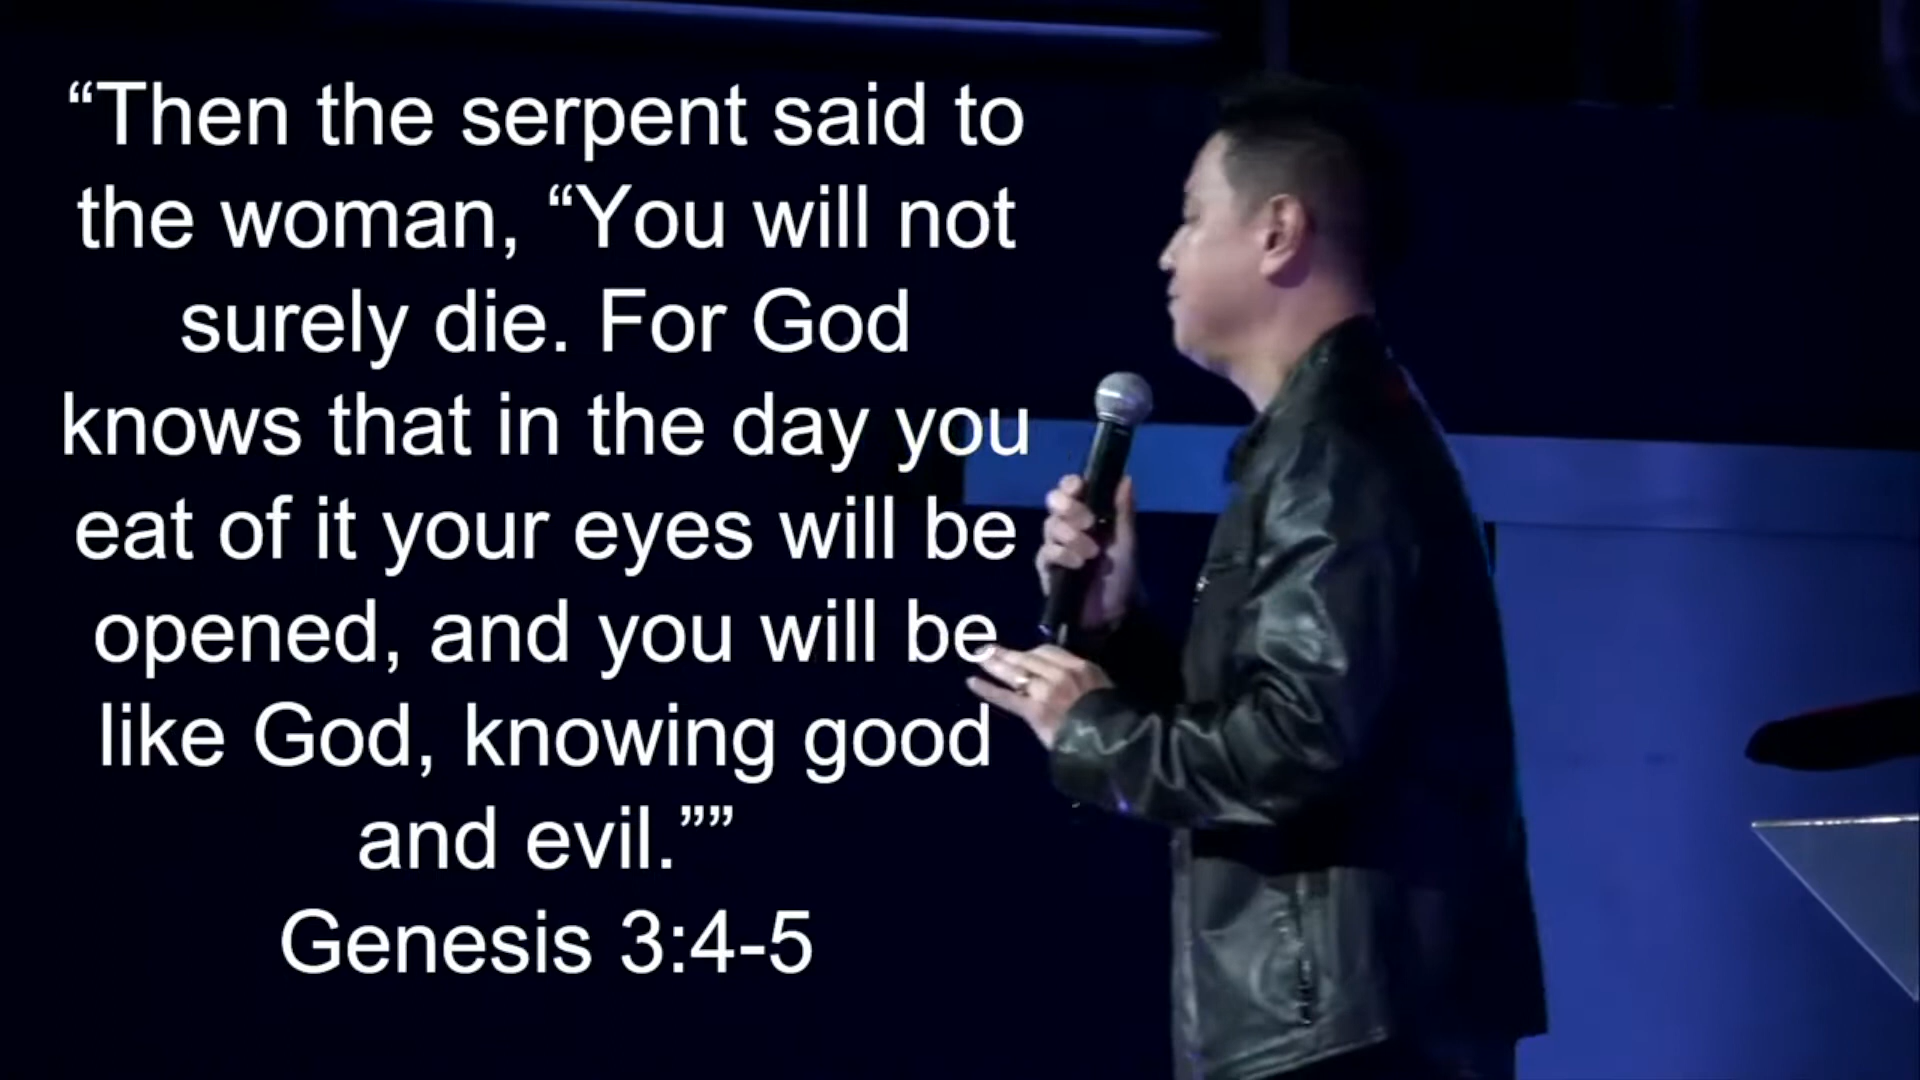 “Then the serpent said to
the woman, “You will not
surely die. For God
knows that in the day you
eat of it your eyes will be
opened, and you will be
like God, knowing good
and evil.””
Genesis 3:4-5